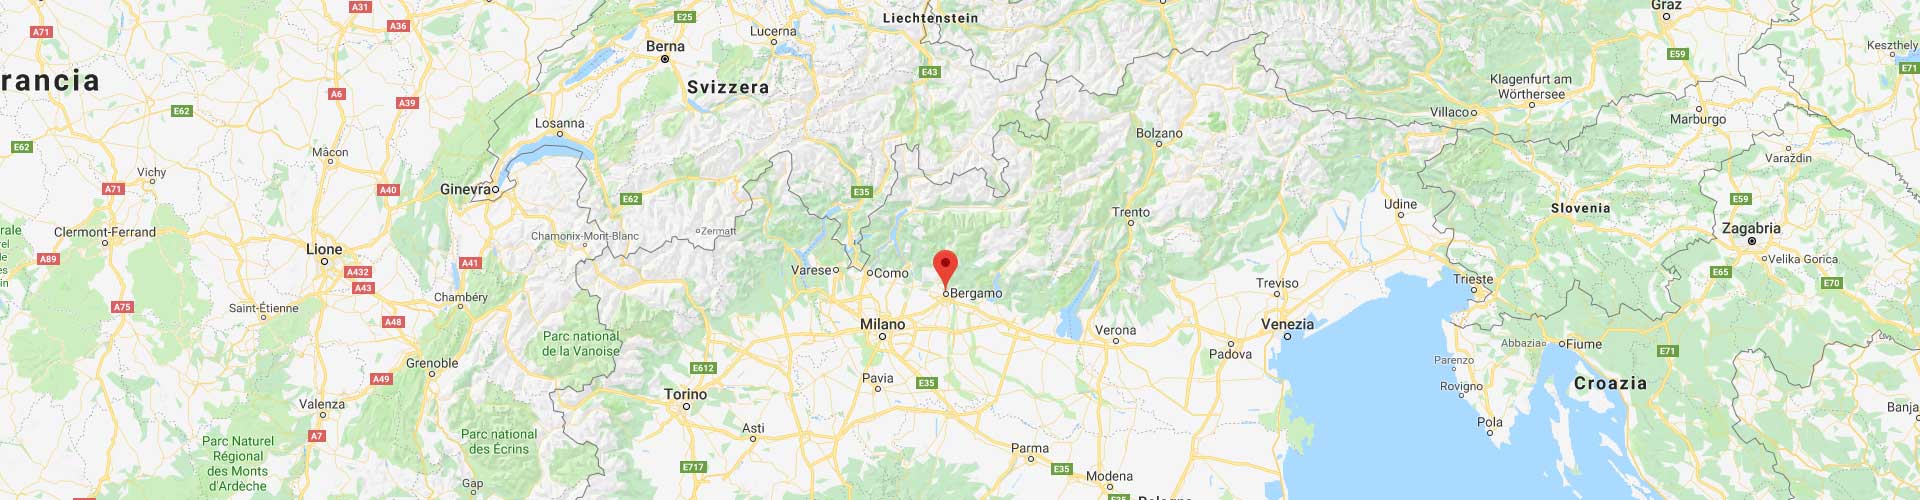 A71
A31
A36
E25
Lucerna
Liechtenstein
Graz
Berna
Keszthely
E59
E71
rancia
E43
Svizzera
A6
A39
E62
Klagenfurt am
Wörthersee
Villaco
Marburgo
Losanna
Bolzano
E62
Mâcon
Varaždin
Vichy
A71
A40
Ginevra
E62
E35
E59
Udine
Slovenia
Trento
Clermont-Ferrand
Chamonix-Mont-Blanc
Zermatt
Zagabria
rale
el
es
in
A89
Lione
A432
A43
A41
Varese
Como
Velika Gorica
E65
E70
Trieste
Treviso
Bergamo
Chambéry
Saint-Étienne
A75
A48
Milano
Venezia
Verona
Padova
Parc national
de la Vanoise
Abbazia
Fiume
E71
Parenzo
Grenoble
E612
A49
Pavia
E35
Rovigno
Croazia
Torino
Valenza
Banja
Pola
Asti
A7
Parc Naturel
Régional
des Monts
d'Ardèche
Parc national
des Écrins
Parma
E717
E35
Modena
Gap
E35
Bologna